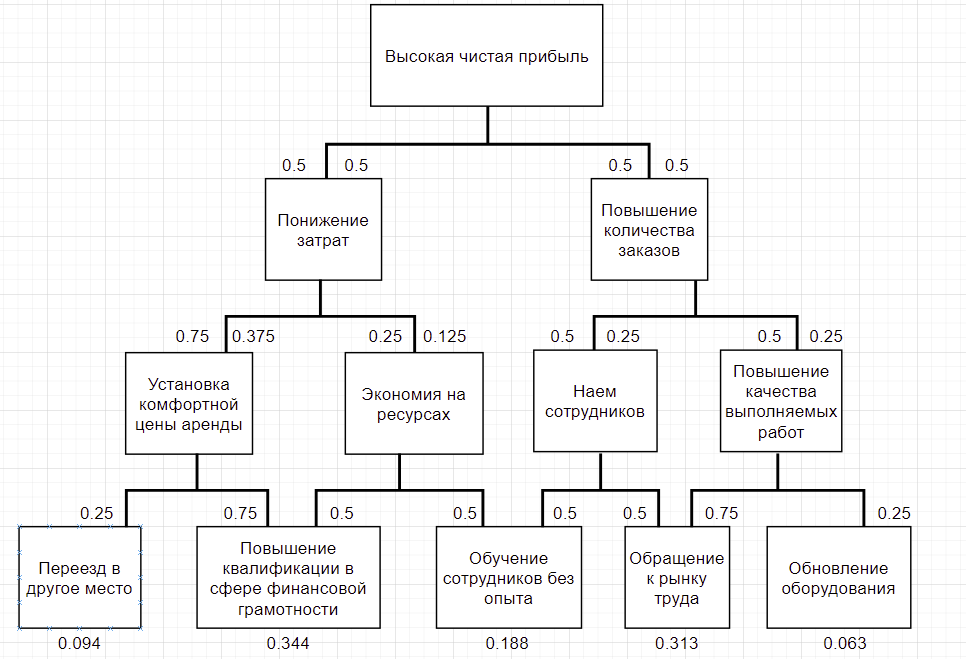 Высокая чистая прибыль
0.5 0.5
0.5 0.5
Понижение
затрат
Повышение
количества
заказов
0.75 0.375
0.25 0.125
0.5 0.25
0.5 0.25
Установка
комфортной
цены аренды
Экономия на
ресурсах
Наем
сотрудников
Повышение
качества
выполняемых
работ
0.25
0.75
0.5
0.5
0.5
0.5
0.75
0.25
Переезд в
другое место
Повышение
квалификации в
сфере финансовой
грамотности
Обучение
сотрудников без
опыта
Обращение
к рынку
труда
Обновление
оборудования
0.094
0.344
0.188
0.313
0.063